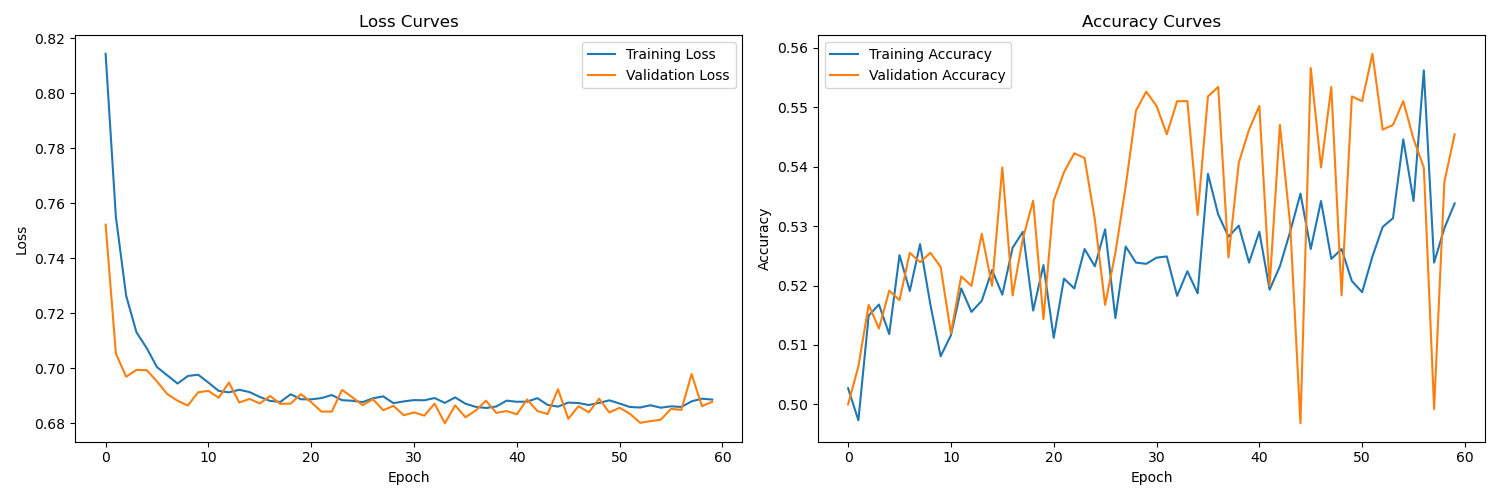 Loss Curves
0.82
0.80
0.78
0.76
0.74
0.72
0.70
0.68
Loss
Training Loss
Validation Loss
0 10 20 30 40 50 60
Epoch
Accuracy Curves
0.56
0.55
0.54
0.53
0.52
0.51
0.50
Accuracy
Training Accuracy
Validation Accuracy
0 10 20 30 40 50 60
Epoch